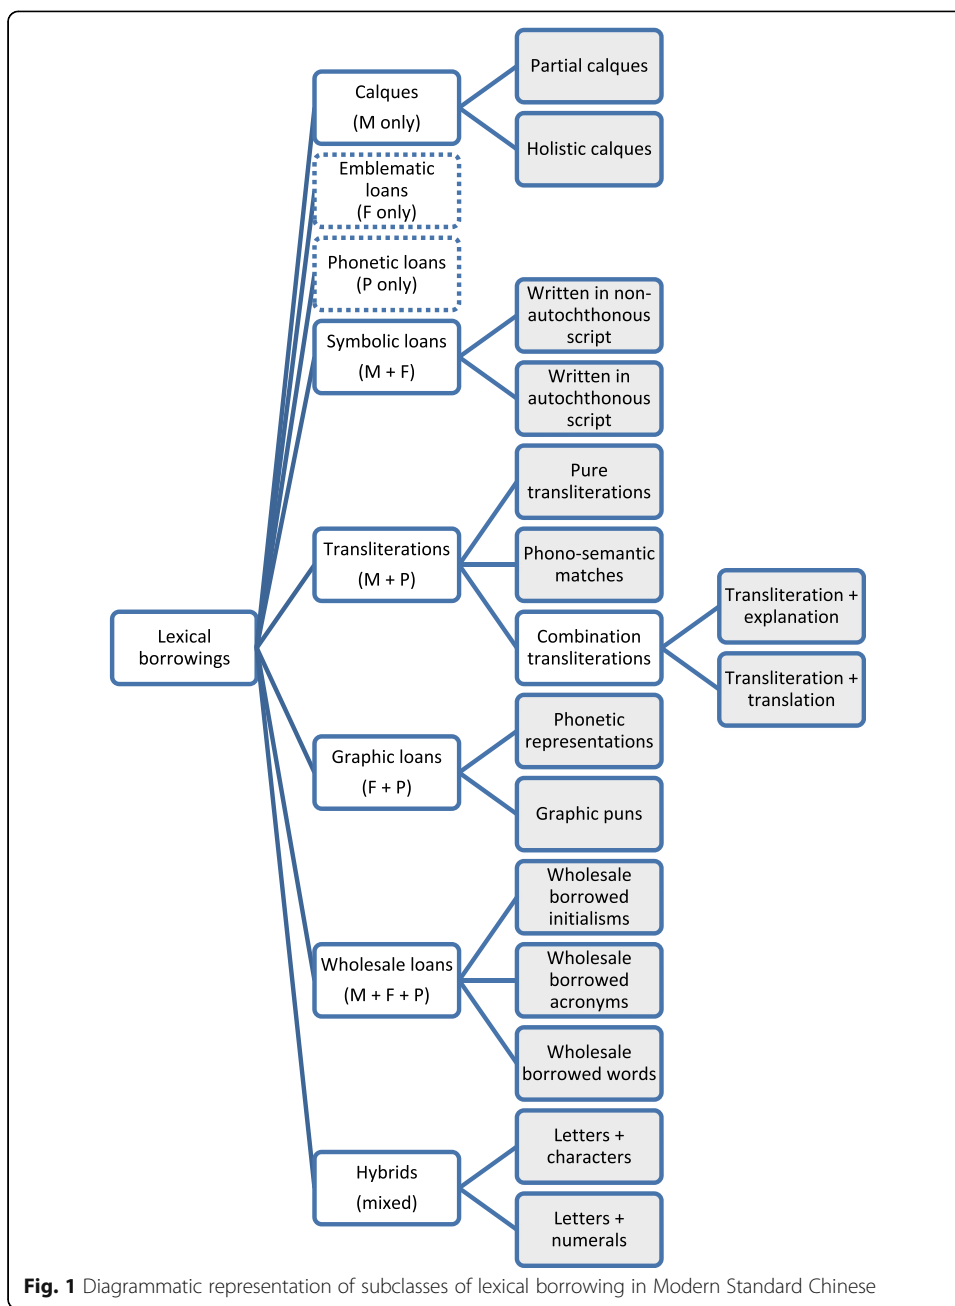 Partial calques
Calques
(M only)
Holistic calques
Emblematic
loans
(F only)
Phonetic loans
(P only)
Symbolic loans
(M + F)
Written in non-
autochthonous
script
Written in
autochthonous
script
Pure
transliterations
Transliterations
(M + P)
Phono-semantic
matches
Combination
transliterations
Transliteration +
explanation
Transliteration +
translation
Lexical
borrowings
Phonetic
representations
Graphic loans
(F + P)
Graphic puns
Wholesale
borrowed
initialisms
Wholesale loans
(M + F + P)
Wholesale
borrowed
acronyms
Wholesale
borrowed words
Letters +
characters
Hybrids
(mixed)
Letters +
numerals
Fig. 1 Diagrammatic representation of subclasses of lexical borrowing in Modern Standard Chinese